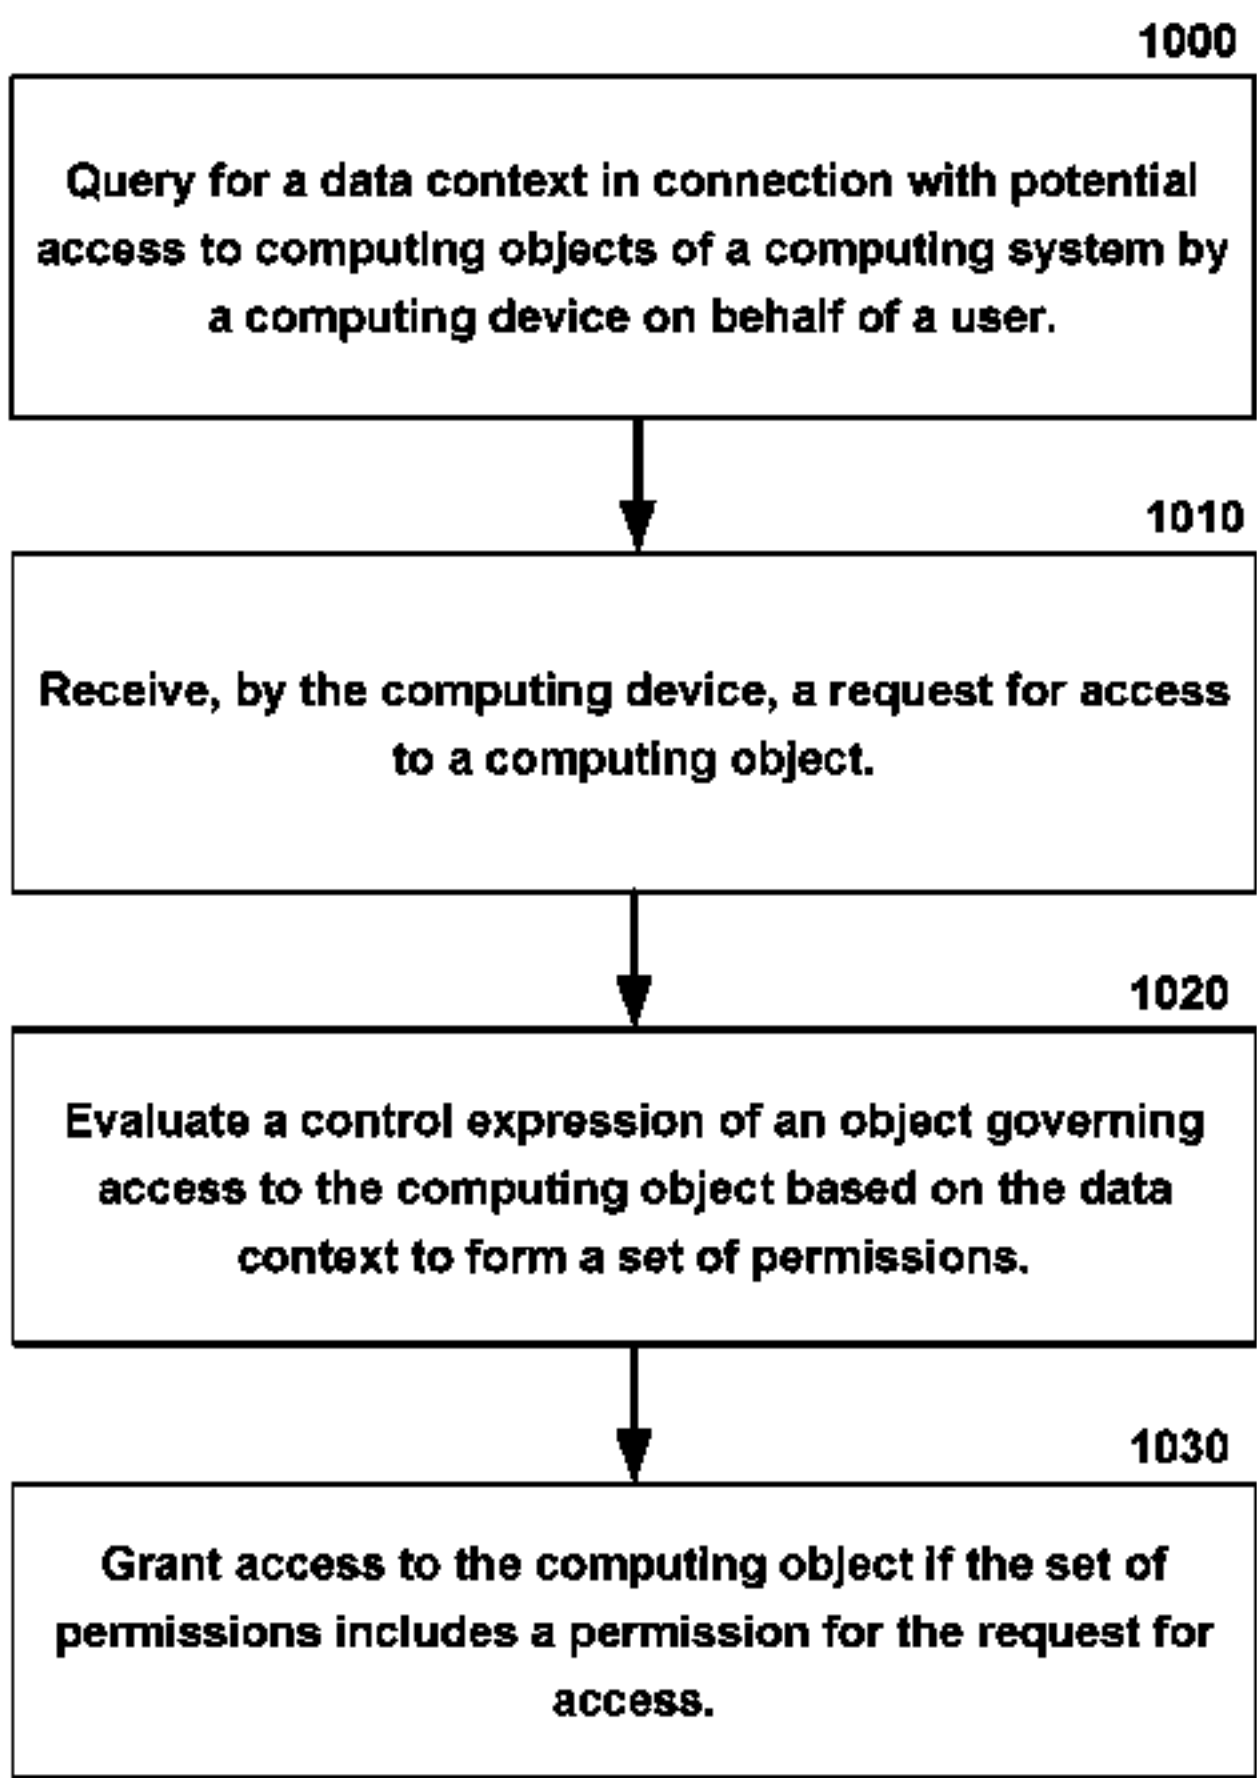 1000
Query for a data context in connection with potential
access to computing objects of a computing system by
a computing device on behalf of a user.
1010
Receive, by the computing device, a request for access
to a computing object.
1020
Evaluate a control expression of an object governing
access to the computing object based on the data
context to form a set of permissions.
1030
Grant access to the computing object if the set of
permissions includes a permission for the request for
access.